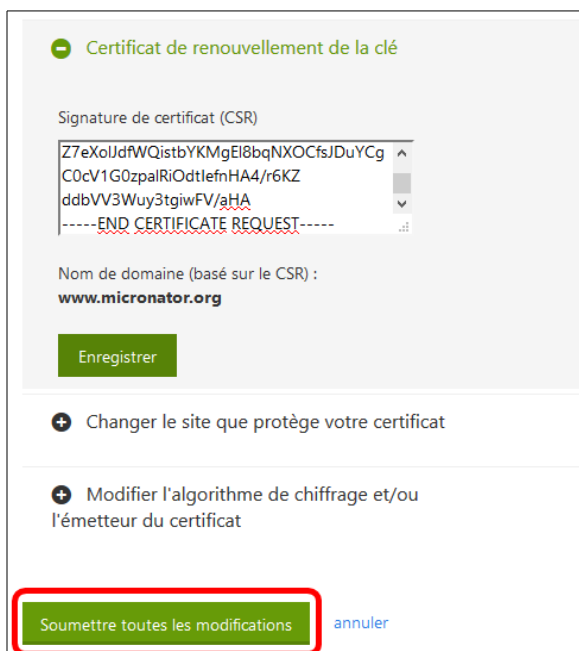 Certificat de renouvellement de la clé
Signature de certificat (CSR)
Z7eXolJdfWQistbYKMgEl8bqNXOCfsJDuYCg
C0cV1G0zpalRiOdtIefnHA4/r6KZ
ddbVV3Wuy3tgiwFV/aHA
-----END CERTIFICATE REQUEST-----
Nom de domaine (basé sur le CSR) :
www.micronator.org
Enregistrer
Changer le site que protège votre certificat
Modifier l'algorithme de chiffrage et/ou
l'émetteur du certificat
Soumettre toutes les modifications annuler